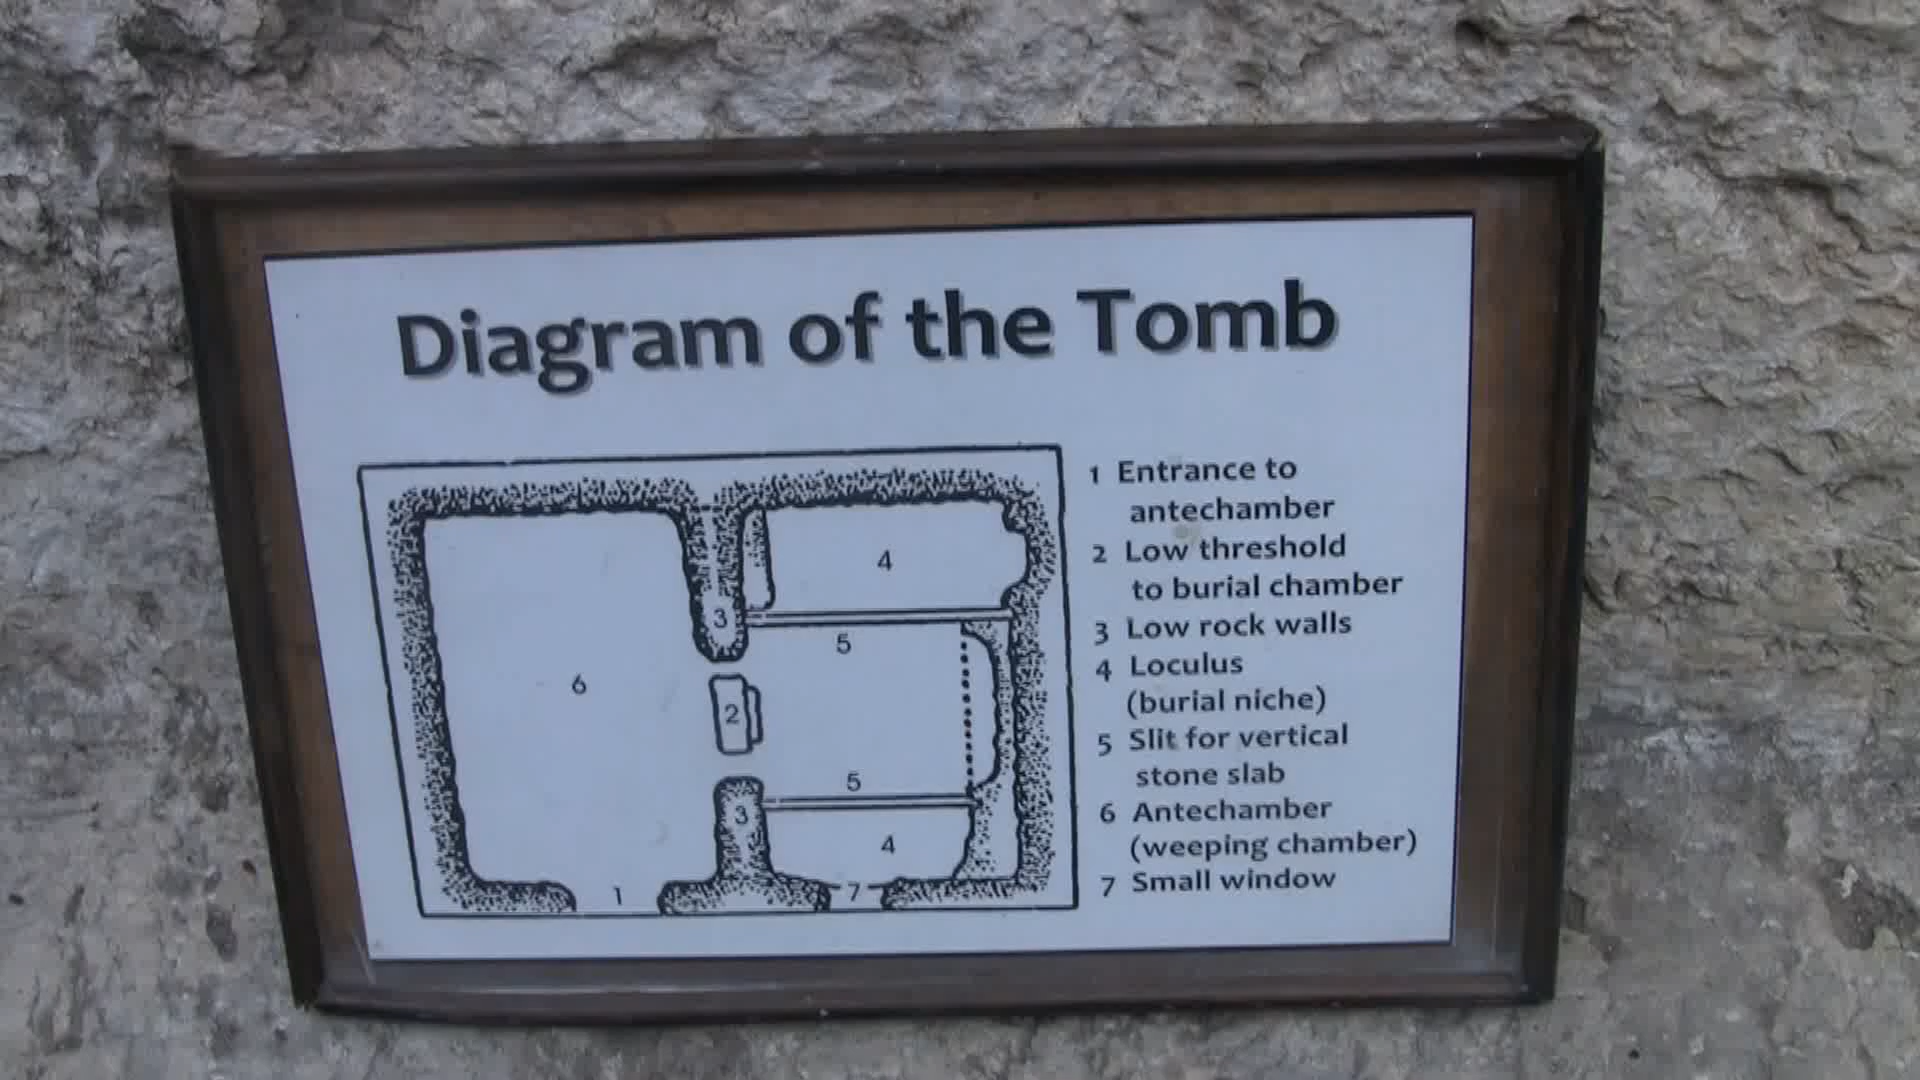 Diagram of the Tomb
4
3
5
6
2
5
3
4
1
7
1 Entrance to
antechamber
2 Low threshold
to burial chamber
3 Low rock walls
4 Loculus
(burial niche)
5 Slit for vertical
stone slab
6 Antechamber
(weeping chamber)
7 Small window